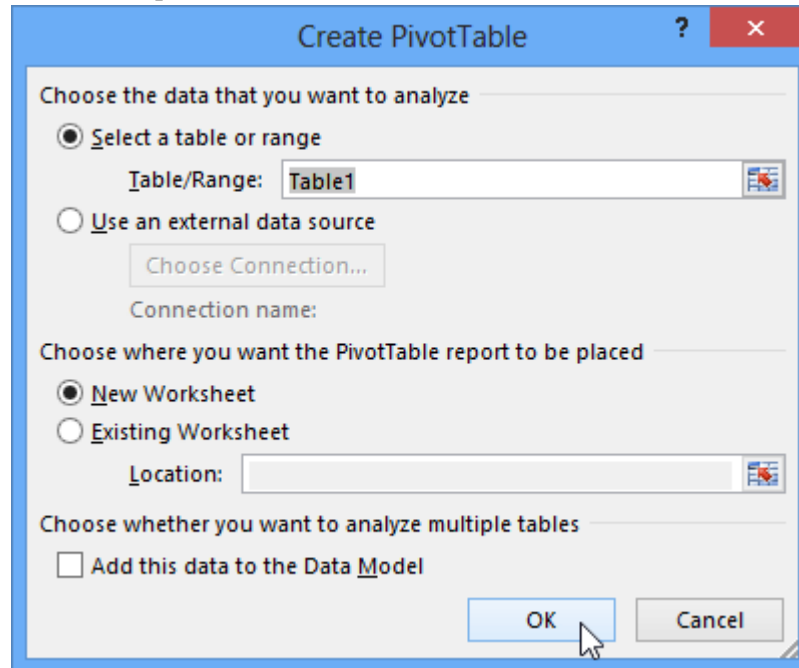 Create PivotTable
?
Choose the data that you want to analyze
Select a table or range
Table/Range: Table1
Use an external data source
Choose Connection...
Connection name:
Choose where you want the PivotTable report to be placed
New Worksheet
Existing Worksheet
Location:
Choose whether you want to analyze multiple tables
Add this data to the Data Model
OK Cancel